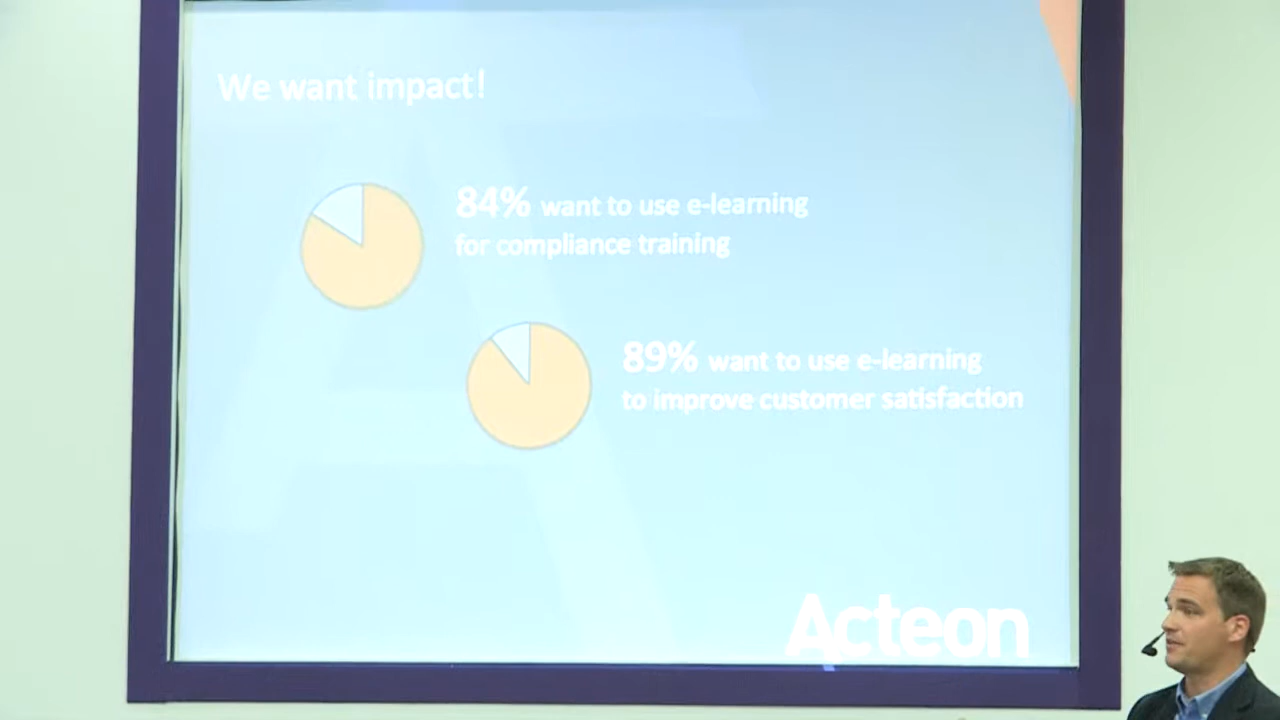 We want impact!
84% want to use e-learning
for compliance training
89% want to use e-learning
to improve customer satisfaction
Acteon